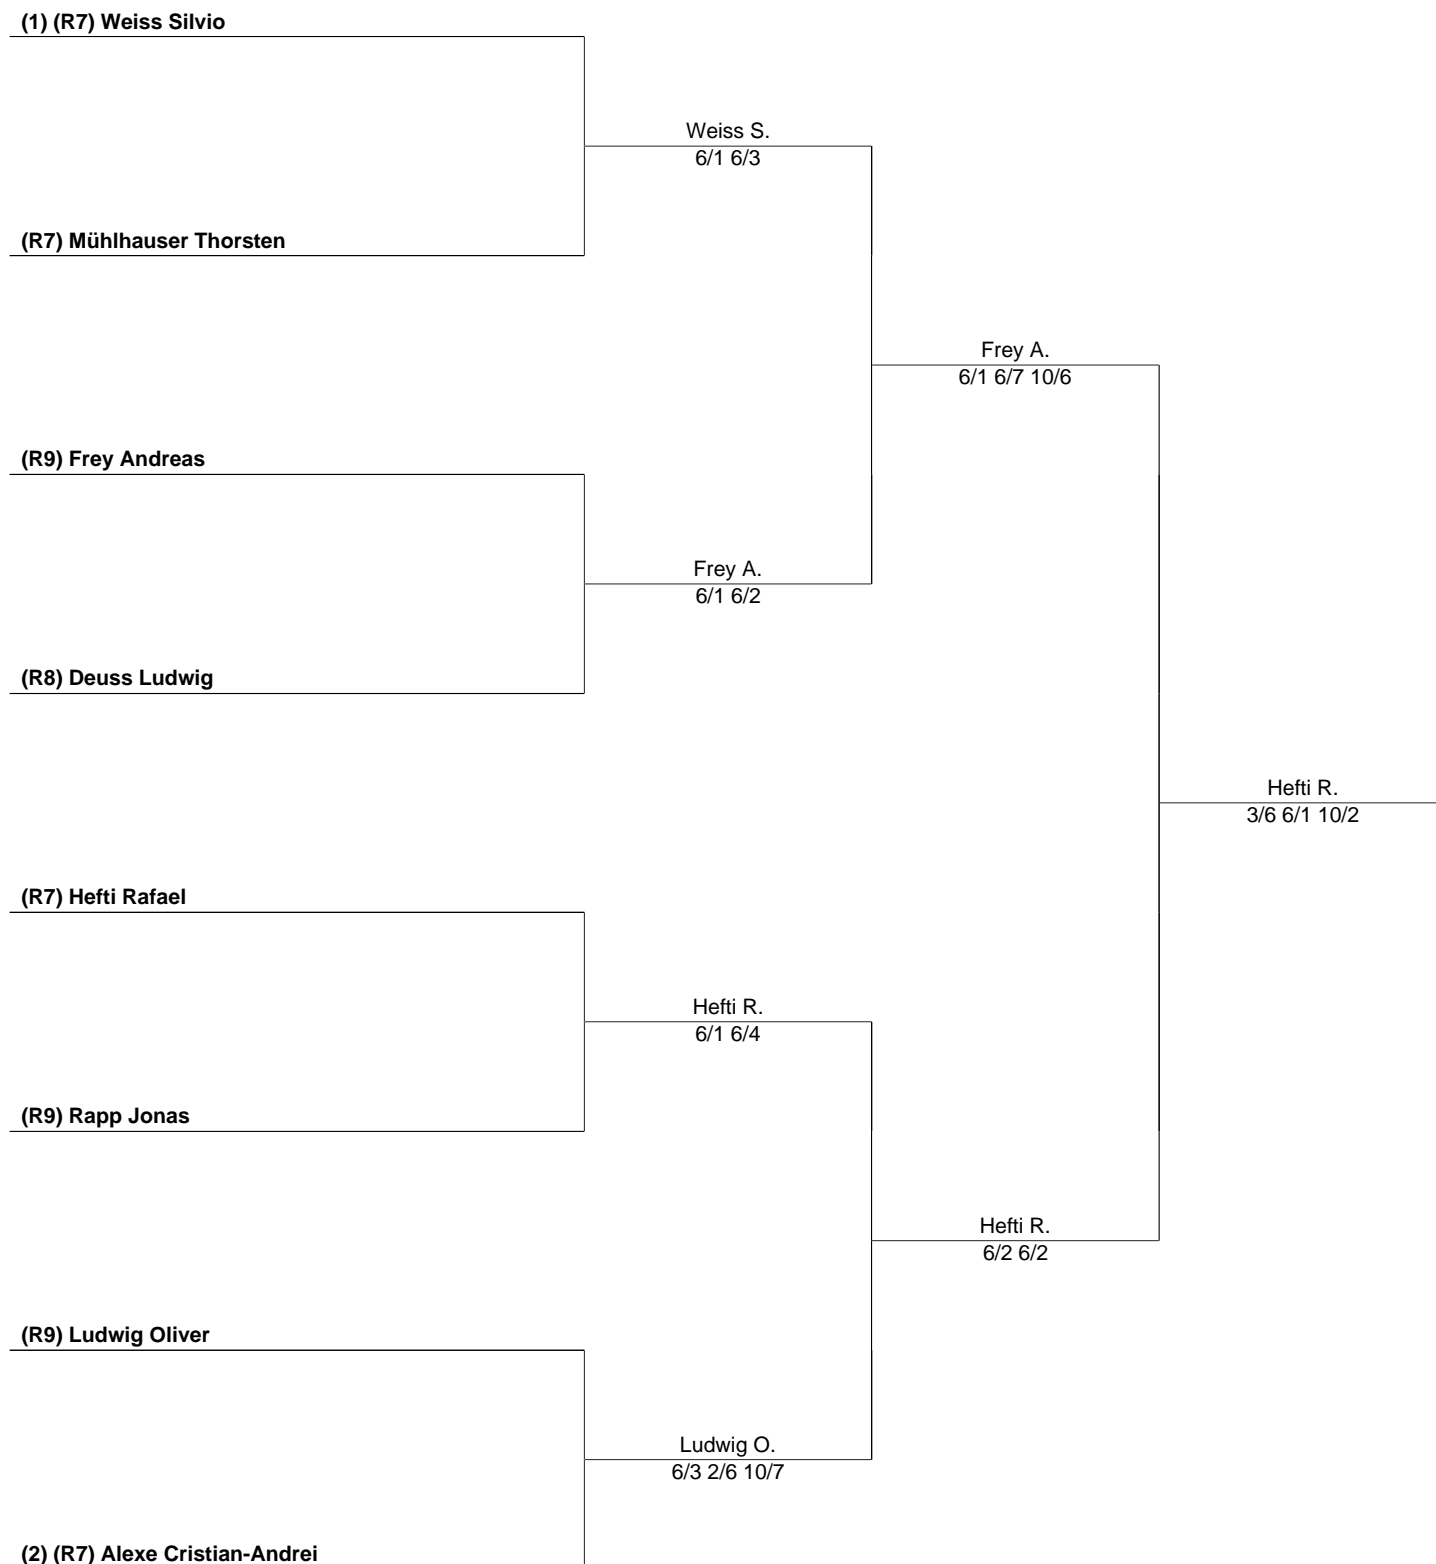 (1) (R7) Weiss Silvio
Weiss S.
6/1 6/3
(R7) Mühlhauser Thorsten
Frey A.
6/1 6/7 10/6
(R9) Frey Andreas
Frey A.
6/1 6/2
(R8) Deuss Ludwig
Hefti R.
3/6 6/1 10/2
(R7) Hefti Rafael
Hefti R.
6/1 6/4
(R9) Rapp Jonas
Hefti R.
6/2 6/2
(R9) Ludwig Oliver
Ludwig O.
6/3 2/6 10/7
(2) (R7) Alexe Cristian-Andrei